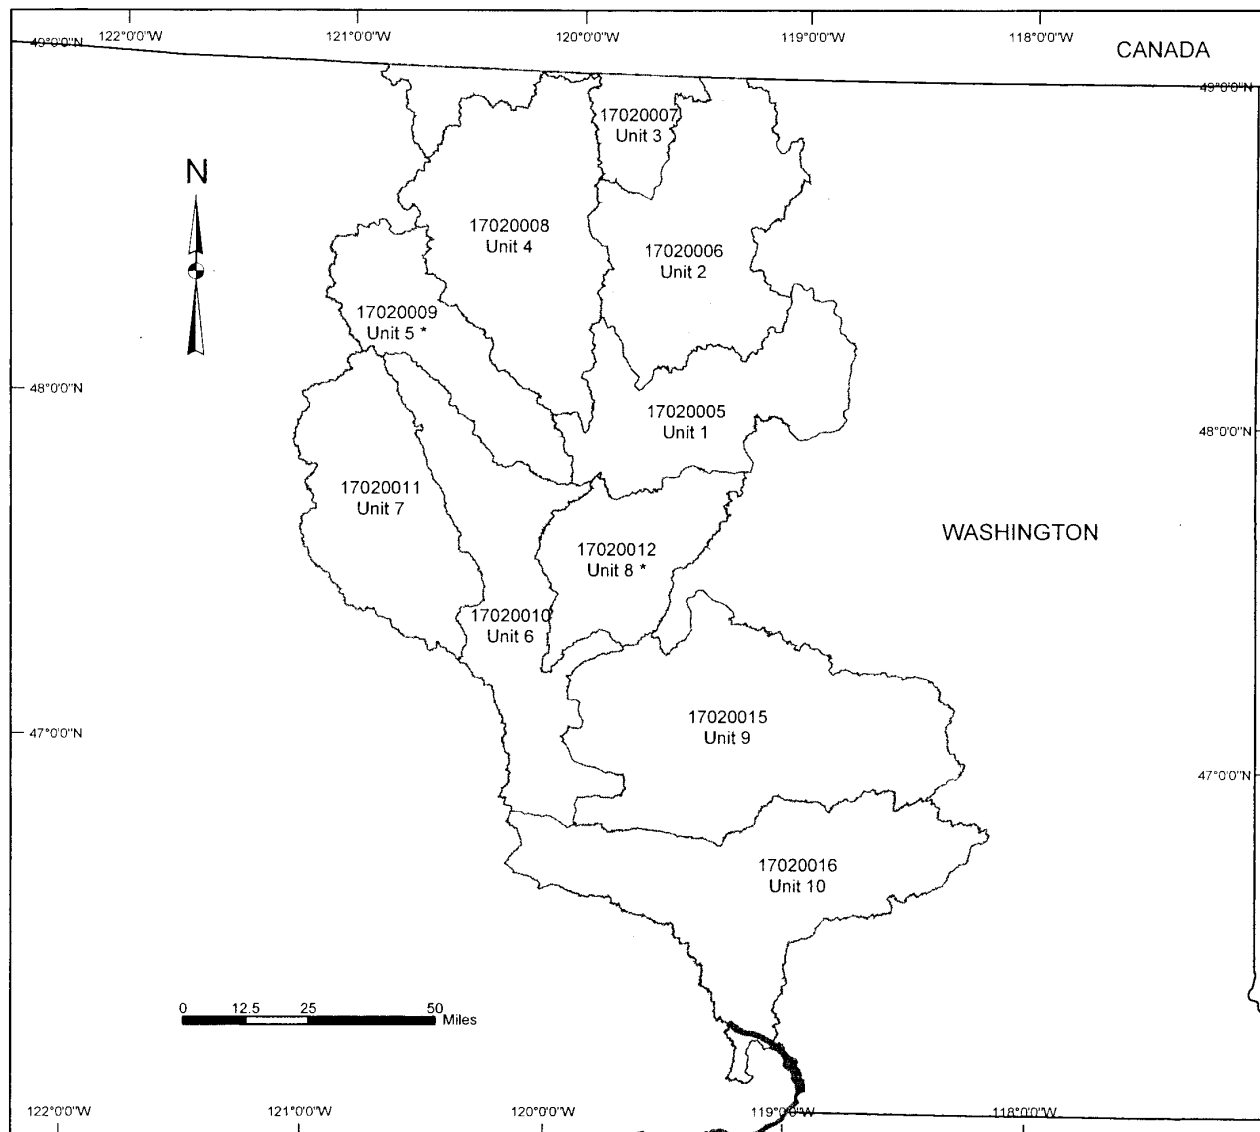 122°0'0"W 121°0'0"W 120°0'0"W 119°0'0"W 118°0'0"W
49°0'0"N
CANADA
49°0'0"N
17020007
Unit 3
N
17020008
Unit 4
17020006
Unit 2
17020009
Unit 5 *
48°0'0"N
17020005
Unit 1
48°0'0"N
17020011
Unit 7
WASHINGTON
17020012
Unit 8 *
17020010
Unit 6
17020015
Unit 9
47°0'0"N
47°0'0"N
17020016
Unit 10
0 12.5 25 50
Miles
122°0'0"W 121°0'0"W 120°0'0"W 119°0'0"W 118°0'0"W